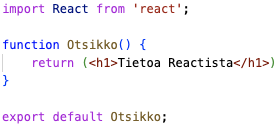 import React from 'react';
function Otsikko() {
    return (<h1>Tietoa Reactista</h1>)
}
export default Otsikko;